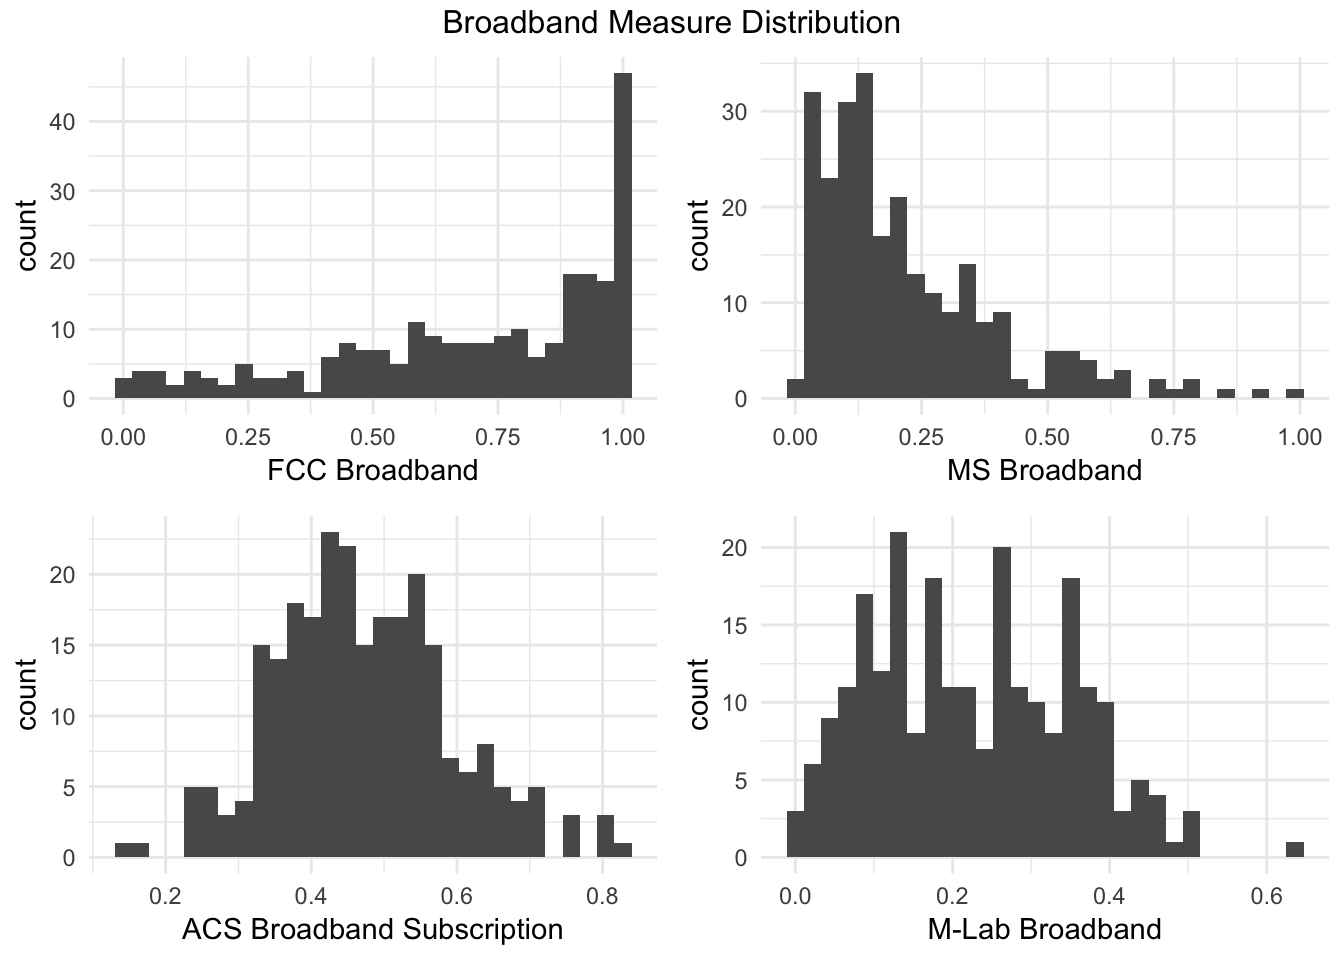 Broadband Measure Distribution
count
40
30
20
10
0
0.00 0.25 0.50 0.75 1.00
FCC Broadband
count
30
20
10
0
0.00 0.25 0.50 0.75 1.00
MS Broadband
count
20
15
10
5
0
0.2 0.4 0.6 0.8
ACS Broadband Subscription
count
20
15
10
5
0
0.0 0.2 0.4 0.6
M-Lab Broadband